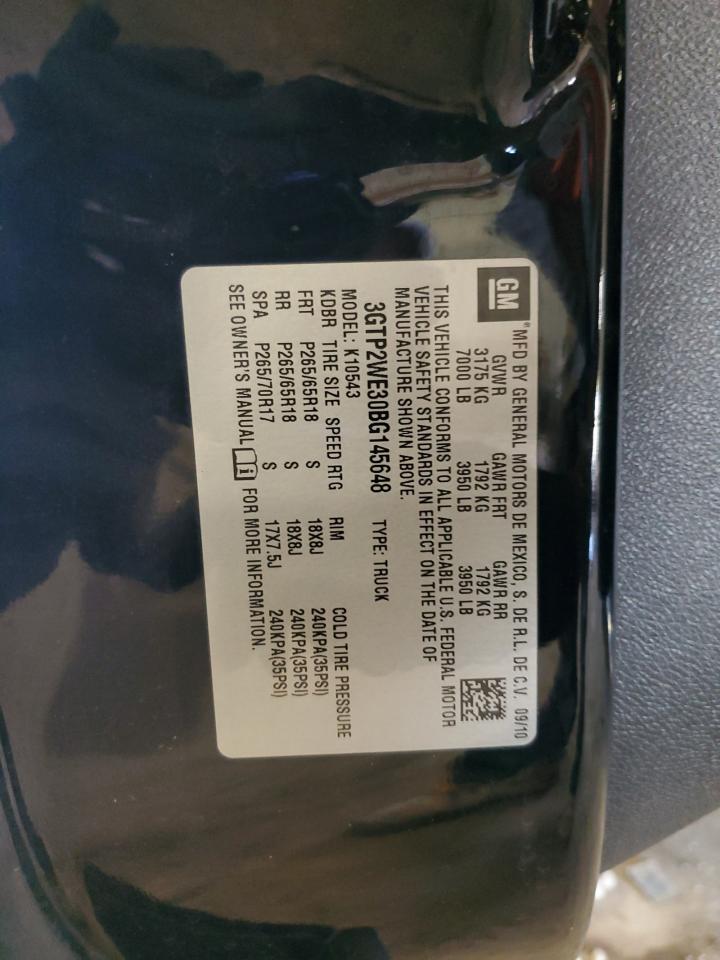 GM
® MFD BY GENERAL MOTORS DE MEXICO, S. DE R.L. DE C.V. 09/10
GVWR GAWR FRT GAWR RR
3175 KG 1792 KG 1792 KG
7000 LB 3950 LB 3950 LB
THIS VEHICLE CONFORMS TO ALL APPLICABLE U.S. FEDERAL MOTOR
VEHICLE SAFETY STANDARDS IN EFFECT ON THE DATE OF
MANUFACTURE SHOWN ABOVE.
3GTP2WE30BG145648 TYPE: TRUCK
MODEL: K10543
KDBR TIRE SIZE SPEED RTG RIM COLD TIRE PRESSURE
FRT P265/65R18 S 18X8J 240KPA(35PSI)
RR P265/65R18 S 18X8J 240KPA(35PSI)
SPA P265/70R17 S 17X7.5J 240KPA(35PSI)
SEE OWNER'S MANUAL i FOR MORE INFORMATION.